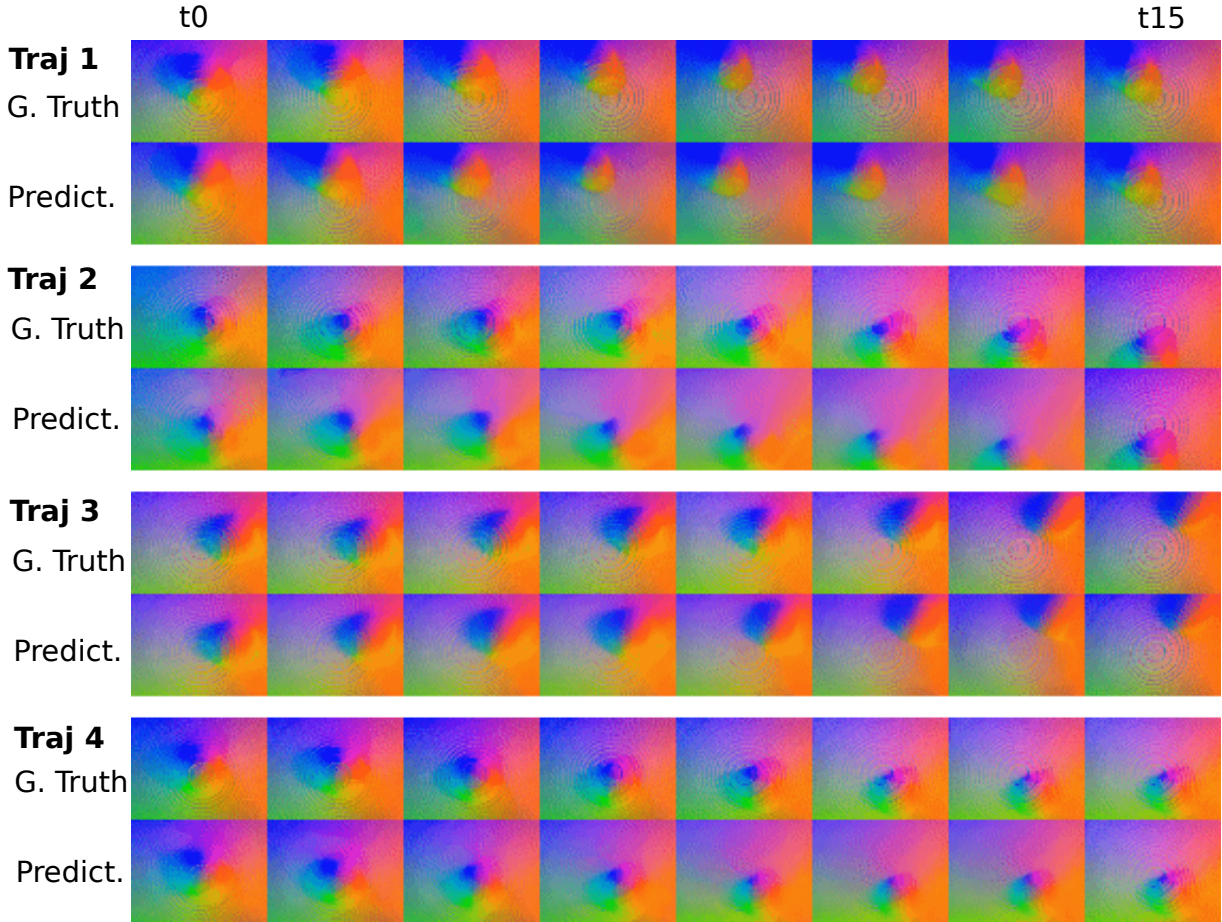 t0 t15
Traj 1
G. Truth
Predict.
Traj 2
G. Truth
Predict.
Traj 3
G. Truth
Predict.
Traj 4
G. Truth
Predict.